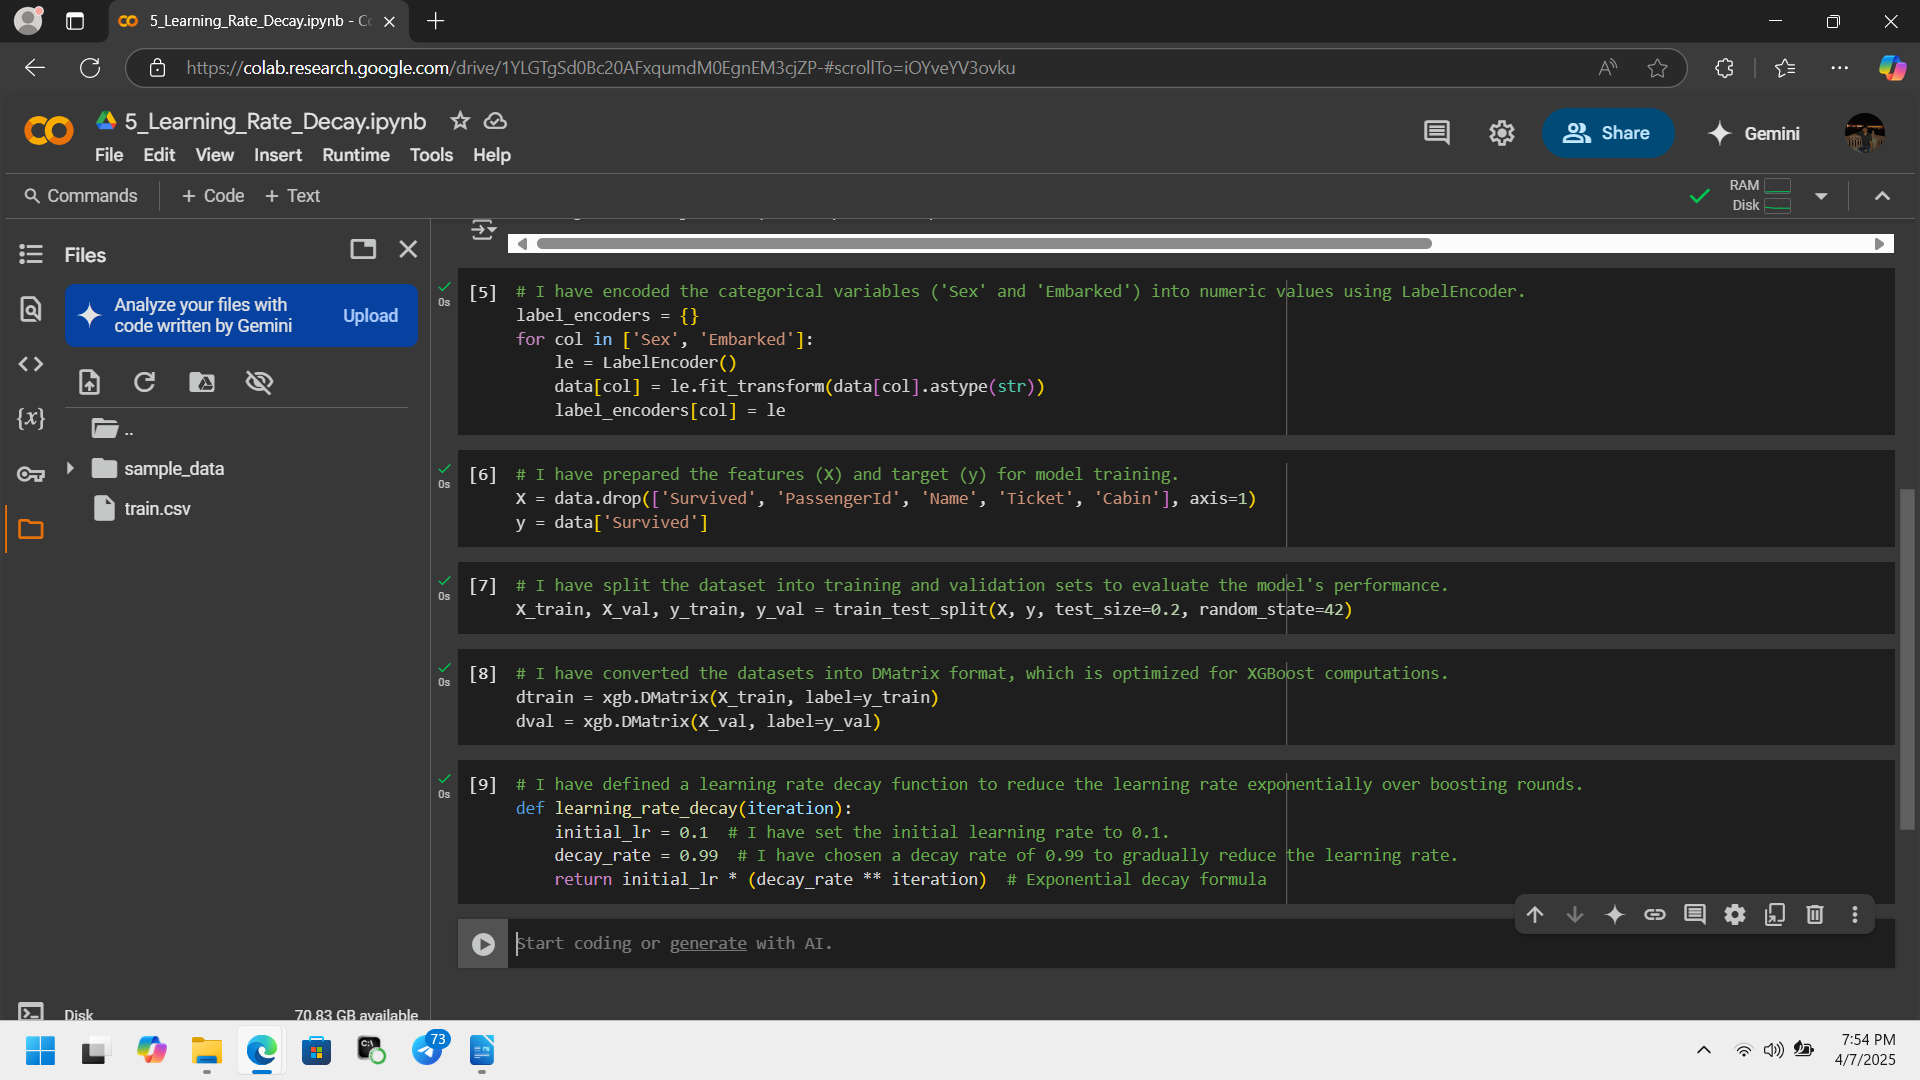 5_Learning_Rate_Decay.ipynb - Co
https://colab.research.google.com/drive/1YLGTgSd0Bc20AFxqumdM0EgnEM3cjZP-#scrollTo=iOYveYV3ovku
5_Learning_Rate_Decay.ipynb
File Edit View Insert Runtime Tools Help
Share
Gemini
Commands
+ Code
+ Text
RAM
Disk
Files
Analyze your files with
code written by Gemini
Upload
..
sample_data
train.csv
Disk
70.83 GB available
0s
[5] # I have encoded the categorical variables ('Sex' and 'Embarked') into numeric values using LabelEncoder.
label_encoders = {}
for col in ['Sex', 'Embarked']:
le = LabelEncoder()
data[col] = le.fit_transform(data[col].astype(str))
label_encoders[col] = le
0s
[6] # I have prepared the features (X) and target (y) for model training.
X = data.drop(['Survived', 'PassengerId', 'Name', 'Ticket', 'Cabin'], axis=1)
y = data['Survived']
0s
[7] # I have split the dataset into training and validation sets to evaluate the model's performance.
X_train, X_val, y_train, y_val = train_test_split(X, y, test_size=0.2, random_state=42)
0s
[8] # I have converted the datasets into DMatrix format, which is optimized for XGBoost computations.
dtrain = xgb.DMatrix(X_train, label=y_train)
dval = xgb.DMatrix(X_val, label=y_val)
0s
[9] # I have defined a learning rate decay function to reduce the learning rate exponentially over boosting rounds.
def learning_rate_decay(iteration):
initial_lr = 0.1 # I have set the initial learning rate to 0.1.
decay_rate = 0.99 # I have chosen a decay rate of 0.99 to gradually reduce the learning rate.
return initial_lr * (decay_rate ** iteration) # Exponential decay formula
Start coding or generate with AI.
73
7:54 PM
4/7/2025